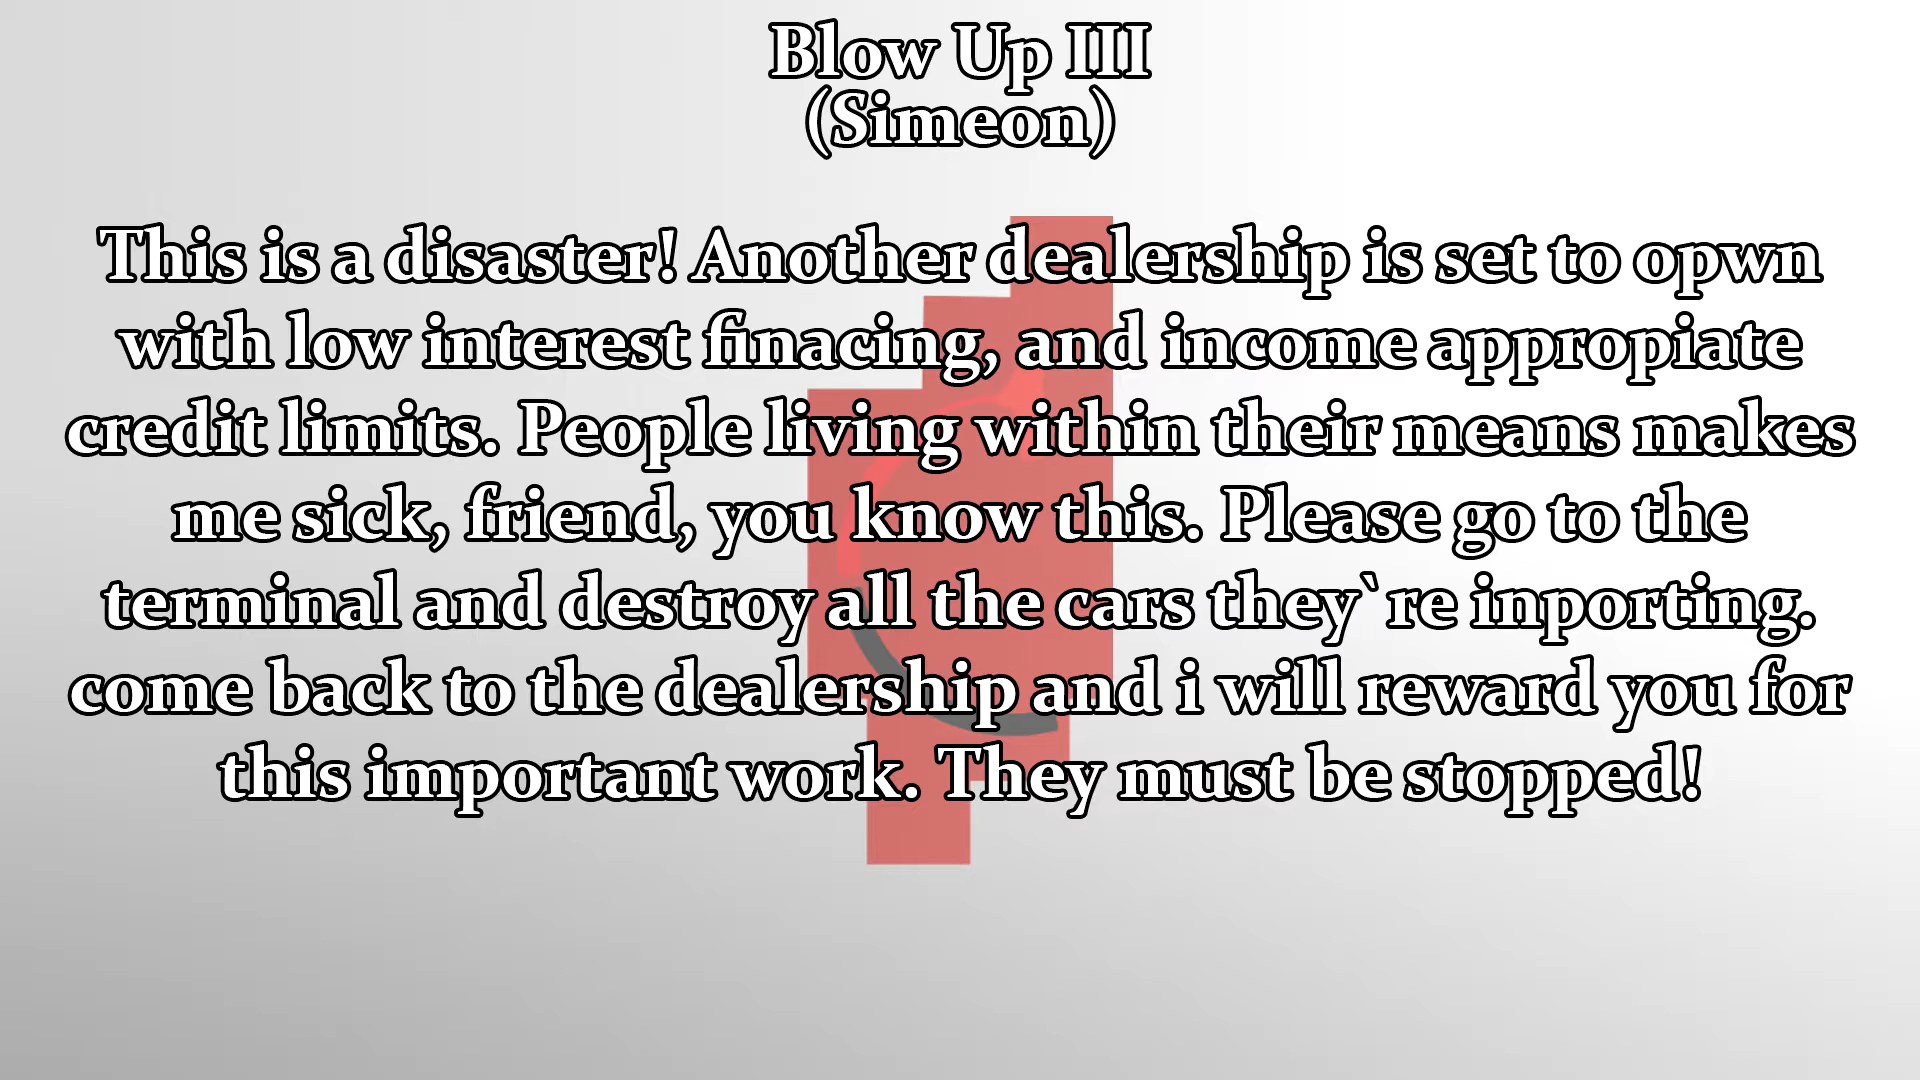 Blow Up III
(Simeon)
This is a disaster! Another dealership is set to opwn
with low interest finacing, and income appropiate
credit limits. People living within their means makes
me sick, friend, you know this. Please go to the
terminal and destroy all the cars they`re inporting.
come back to the dealership and i will reward you for
this important work. They must be stopped!